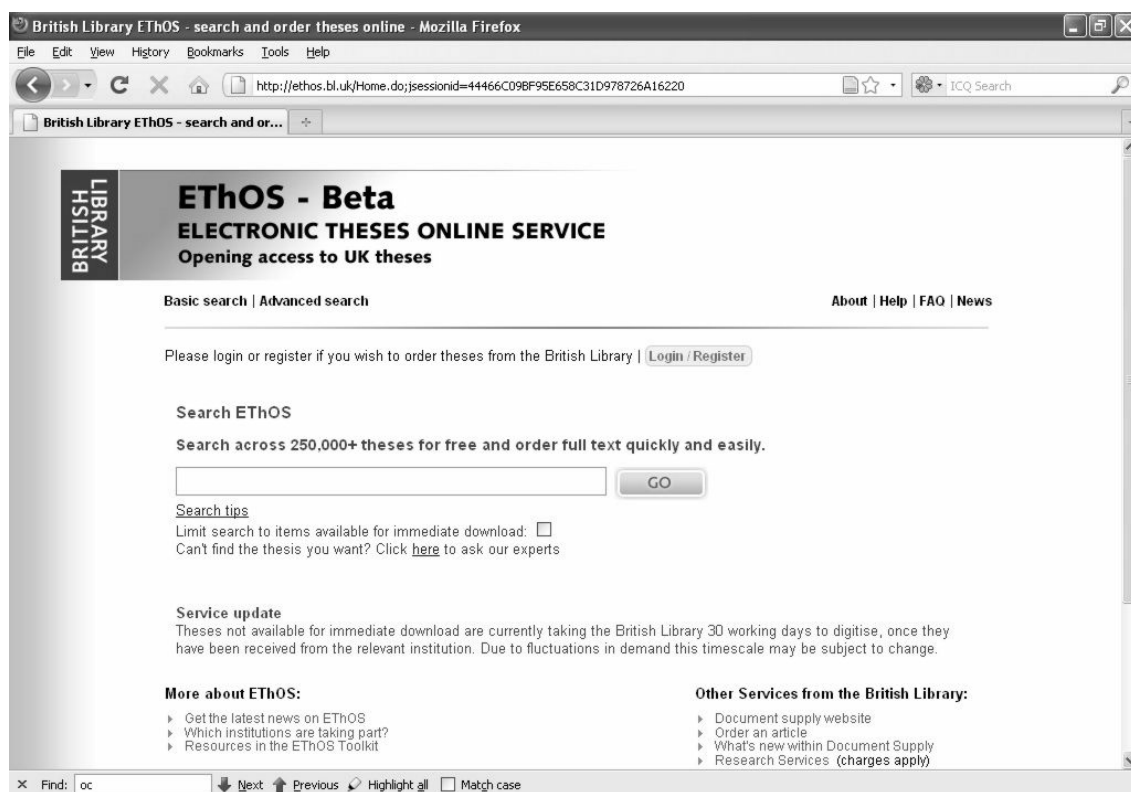 British Library EThOS - search and order theses online - Mozilla Firefox
File Edit View History Bookmarks Tools Help
http://ethos.bl.uk/Home.do;jsessionid=44466C09BF95E658C31D978726A16220 ICQ Search
British Library EThOS - search and or...
BRITISH
LIBRARY
EThOS - Beta
ELECTRONIC THESES ONLINE SERVICE
Opening access to UK theses
Basic search | Advanced search About | Help | FAQ | News
Please login or register if you wish to order theses from the British Library | Login / Register
Search EThOS
Search across 250,000+ theses for free and order full text quickly and easily.
GO
Search tips
Limit search to items available for immediate download:
Can't find the thesis you want? Click here to ask our experts
Service update
Theses not available for immediate download are currently taking the British Library 30 working days to digitise, once they
have been received from the relevant institution. Due to fluctuations in demand this timescale may be subject to change.
More about EThOS:
Get the latest news on EThOS
Which institutions are taking part?
Resources in the EThOS Toolkit
Other Services from the British Library:
Document supply website
Order an article
What's new within Document Supply
Research Services (charges apply)
Find: oc Next Previous Highlight all Match case